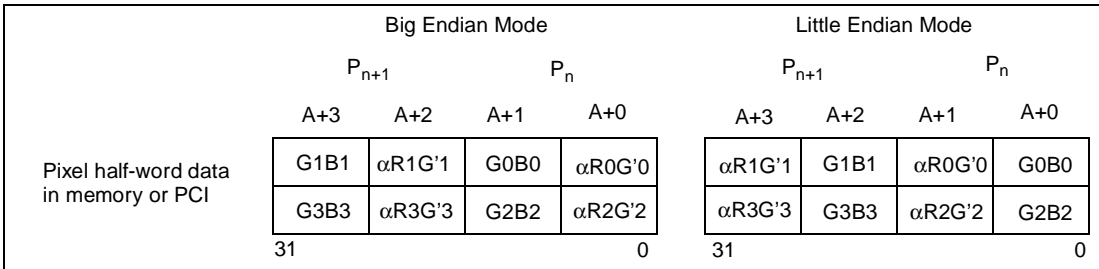 Big Endian Mode Little Endian Mode
Pn+1 Pn Pn+1 Pn
A+3 A+2 A+1 A+0 A+3 A+2 A+1 A+0
Pixel half-word data
in memory or PCI
G1B1 αR1G'1 G0B0 αR0G'0 αR1G'1 G1B1 αR0G'0 G0B0
G3B3 αR3G'3 G2B2 αR2G'2 αR3G'3 G3B3 αR2G'2 G2B2
31 0 31 0